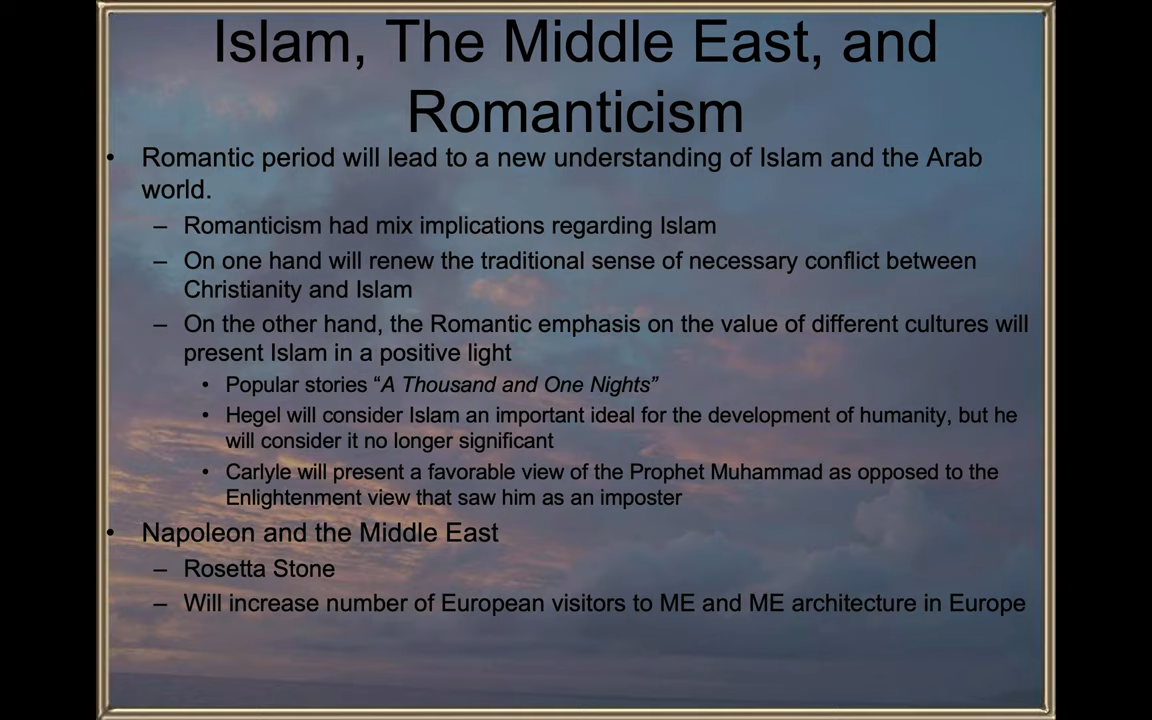 Islam, The Middle East, and
Romanticism
• Romantic period will lead to a new understanding of Islam and the Arab
world.
– Romanticism had mix implications regarding Islam
– On one hand will renew the traditional sense of necessary conflict between
Christianity and Islam
– On the other hand, the Romantic emphasis on the value of different cultures will
present Islam in a positive light
• Popular stories “A Thousand and One Nights”
• Hegel will consider Islam an important ideal for the development of humanity, but he
will consider it no longer significant
• Carlyle will present a favorable view of the Prophet Muhammad as opposed to the
Enlightenment view that saw him as an imposter
• Napoleon and the Middle East
– Rosetta Stone
– Will increase number of European visitors to ME and ME architecture in Europe